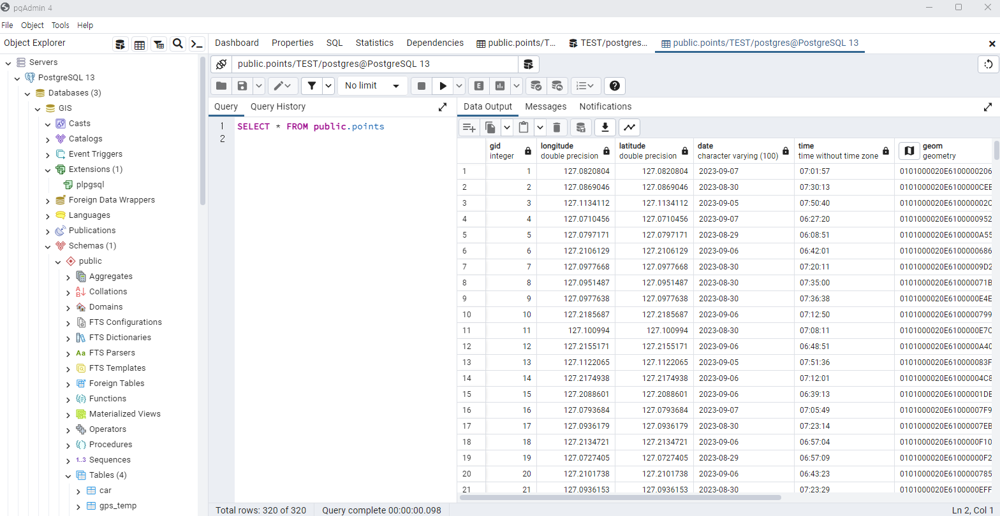 pgAdmin 4
File Object Tools Help
Object Explorer
Servers
PostgreSQL 13
Databases (3)
GIS
Casts
Catalogs
Event Triggers
Extensions (1)
plpgsql
Foreign Data Wrappers
Languages
Publications
Schemas (1)
public
Aggregates
Collations
Domains
FTS Configurations
FTS Dictionaries
Aa FTS Parsers
FTS Templates
Foreign Tables
Functions
Materialized Views
Operators
Procedures
1..3 Sequences
Tables (4)
car
gps_temp
Dashboard Properties SQL Statistics Dependencies public.points/T... TEST/postgres... public.points/TEST/postgres@PostgreSQL 13
public.points/TEST/postgres@PostgreSQL 13
No limit E
Query Query History
1 SELECT * FROM public.points
2
Data Output Messages Notifications
gid longitude latitude date time geom
integer double precision double precision character varying (100) time without time zone geometry
1 1 127.0820804 127.0820804 2023-09-07 07:01:57 0101000020E6100000206
2 2 127.0869046 127.0869046 2023-08-30 07:30:13 0101000020E6100000CEE
3 3 127.1134112 127.1134112 2023-09-05 07:50:40 0101000020E61000002C
4 4 127.0710456 127.0710456 2023-09-07 06:27:20 0101000020E6100000952
5 5 127.0797171 127.0797171 2023-08-29 06:08:51 0101000020E6100000A55
6 6 127.2106129 127.2106129 2023-09-06 06:42:01 0101000020E6100000686
7 7 127.0977668 127.0977668 2023-08-30 07:20:11 0101000020E61000009D2
8 8 127.0951487 127.0951487 2023-08-30 07:35:00 0101000020E610000071B
9 9 127.0977638 127.0977638 2023-08-30 07:36:38 0101000020E6100000E4E
10 10 127.2185687 127.2185687 2023-09-06 07:12:50 0101000020E6100000799
11 11 127.100994 127.100994 2023-08-30 07:08:11 0101000020E6100000E7C
12 12 127.2155171 127.2155171 2023-09-06 06:48:51 0101000020E6100000A40
13 13 127.1122065 127.1122065 2023-09-05 07:51:36 0101000020E610000083F
14 14 127.2174938 127.2174938 2023-09-06 07:12:01 0101000020E61000004C8
15 15 127.2088601 127.2088601 2023-09-06 06:39:13 0101000020E61000001DE
16 16 127.0793684 127.0793684 2023-09-07 07:05:49 0101000020E61000007F9
17 17 127.0936179 127.0936179 2023-08-30 07:23:14 0101000020E61000007EB
18 18 127.2134721 127.2134721 2023-09-06 06:57:04 0101000020E6100000F10
19 19 127.0727405 127.0727405 2023-08-29 06:57:09 0101000020E6100000F2
20 20 127.2101738 127.2101738 2023-09-06 06:43:23 0101000020E6100000785
21 21 127.0936153 127.0936153 2023-08-30 07:23:29 0101000020E6100000EFF
Total rows: 320 of 320 Query complete 00:00:00.098 Ln 2, Col 1